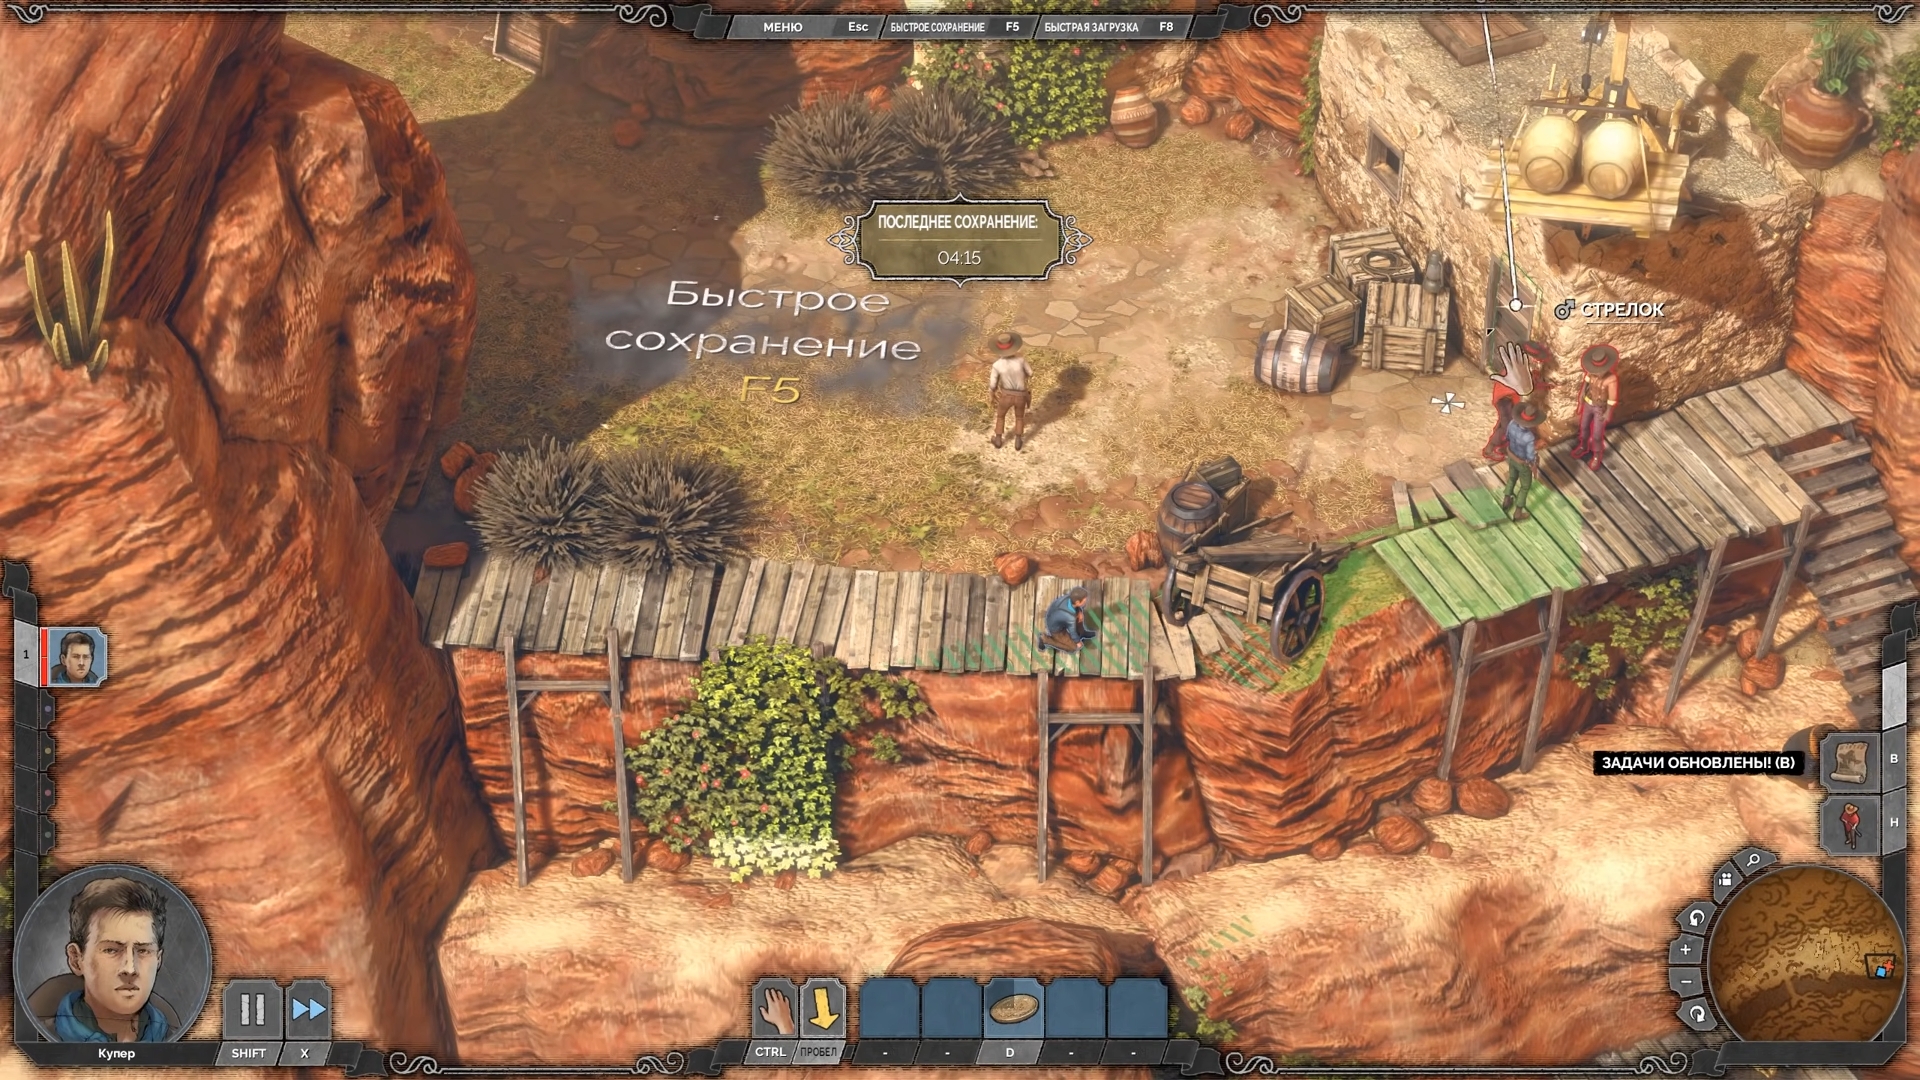 МЕНЮ Esc БЫСТРОЕ СОХРАНЕНИЕ F5 БЫСТРАЯ ЗАГРУЗКА F8
ПОСЛЕДНЕЕ СОХРАНЕНИЕ:
04:15
Быстрое
сохранение
F5
СТРЕЛОК
1
ЗАДАЧИ ОБНОВЛЕНЫ! (B)
B
H
+
-
Купер SHIFT X CTRL ПРОБЕЛ - - D - -